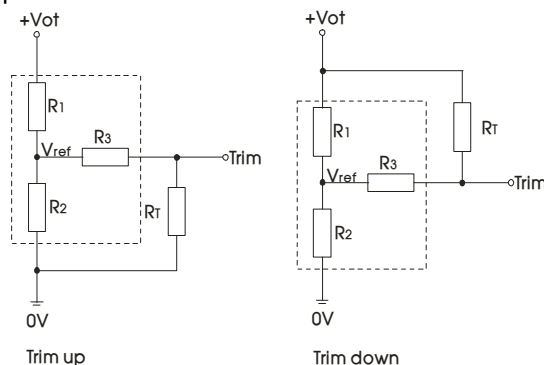 +Vot
R1
Vref
R3
Trim
R2
RT
0V
Trim up
+Vot
R1
RT
Vref
R3
Trim
R2
0V
Trim down